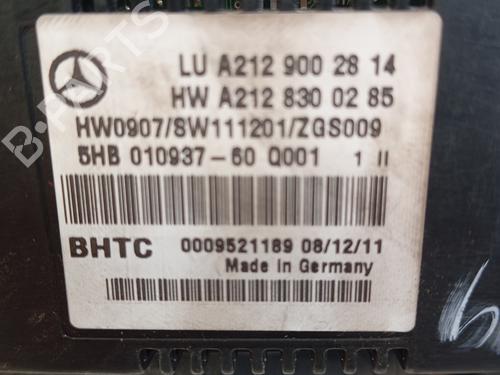 LU A212 900 28 14
HW A212 830 02 85
HW0907/SW111201/ZGS009
5HB 010937-60 Q001 1 II
BHTC 0009521189 08/12/11
Made in Germany
B-PARTS